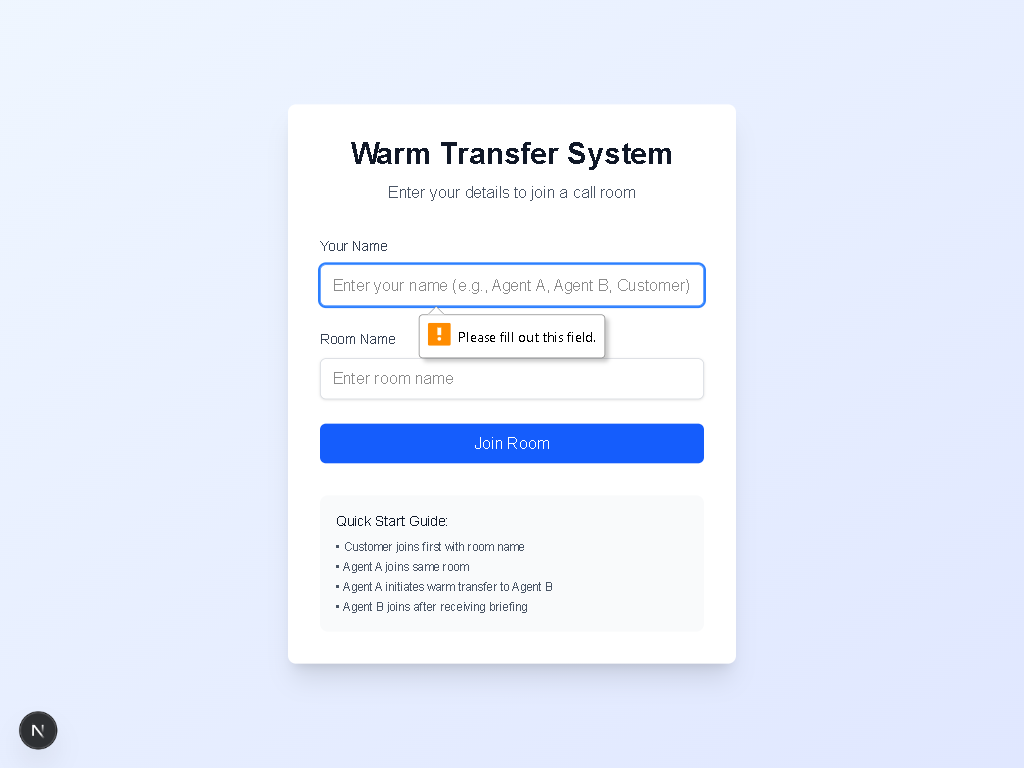 Warm Transfer System
Enter your details to join a call room
Your Name
Enter your name (e.g., Agent A, Agent B, Customer)
Please fill out this field.
Room Name
Enter room name
Join Room
Quick Start Guide:
• Customer joins first with room name
• Agent A joins same room
• Agent A initiates warm transfer to Agent B
• Agent B joins after receiving briefing
N